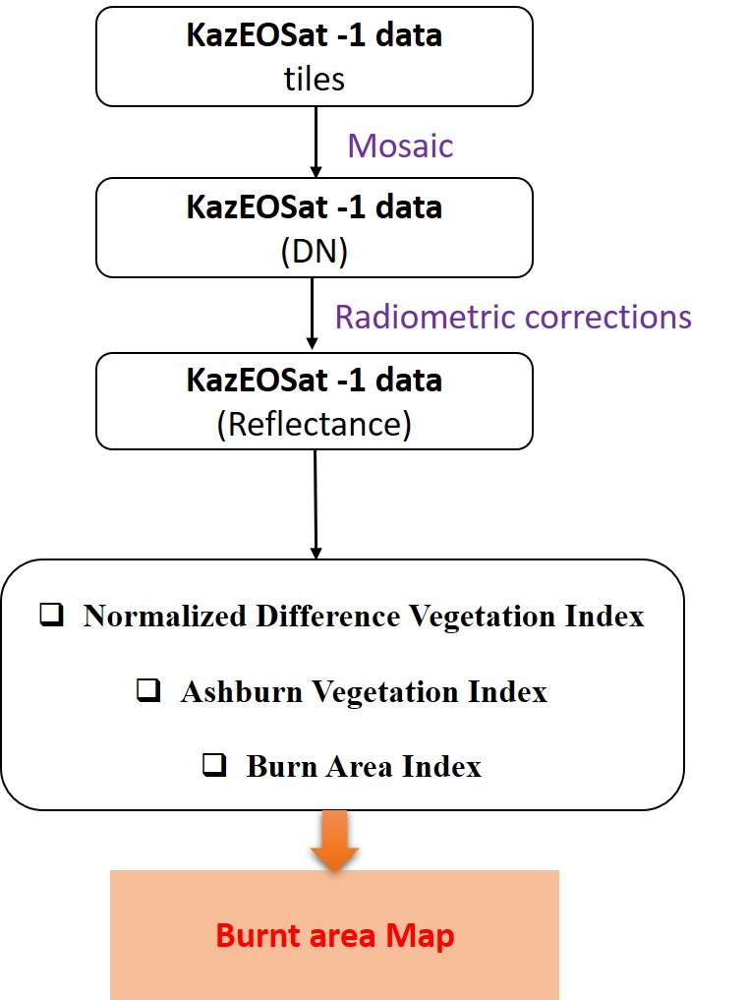 KazEOSat -1 data
tiles
Mosaic
KazEOSat -1 data
(DN)
Radiometric corrections
KazEOSat -1 data
(Reflectance)
❑ Normalized Difference Vegetation Index
❑ Ashburn Vegetation Index
❑ Burn Area Index
Burnt area Map